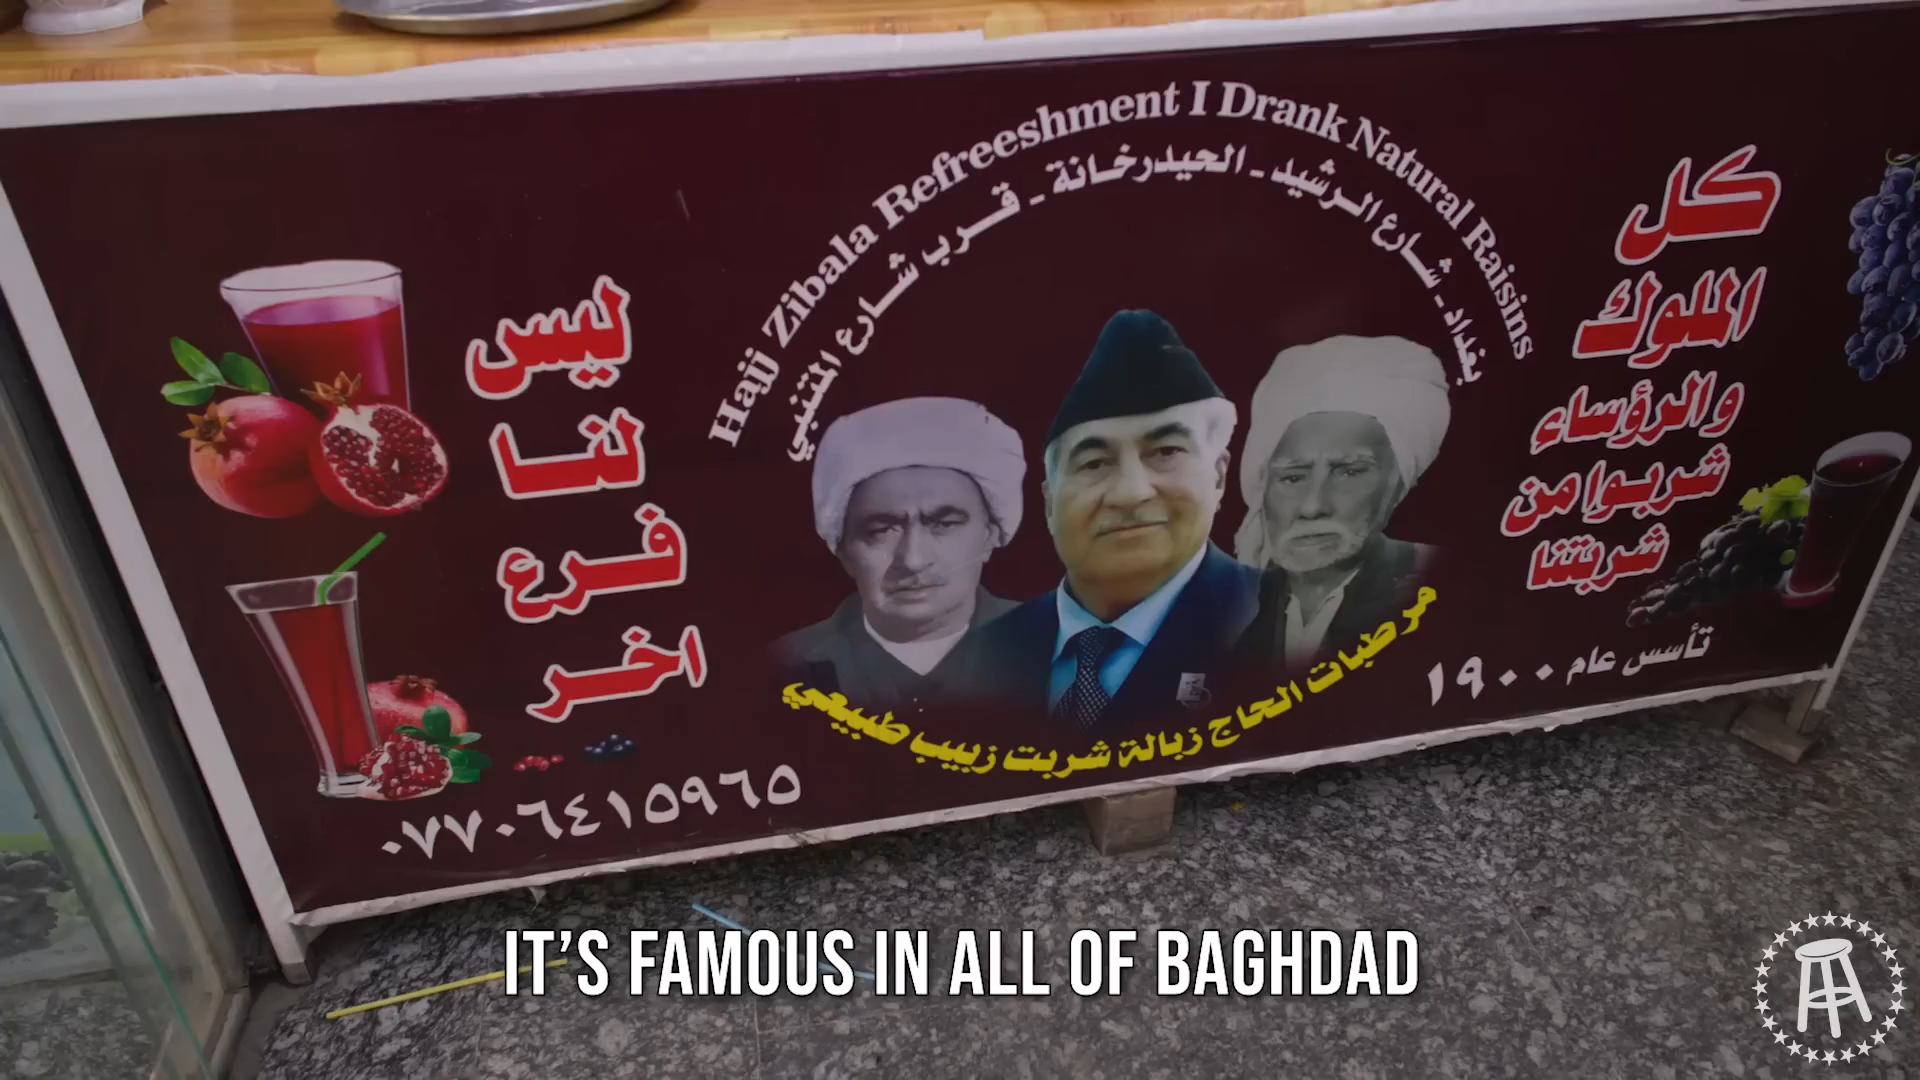 Hajj Zibala Refreeshment I Drank Natural Raisins
بغداد - شارع الرشيد - الحيدرخانة - قرب شارع المتنبي
كل
الملوك
والرؤساء
شربوا من
شربتنا
ليس
لنا
فرع
اخر
مرطبات الحاج زبالة شربت زبيب طبيعي
تأسس عام ١٩٠٠
٠٧٧٠٦٤١٥٩٦٥
IT'S FAMOUS IN ALL OF BAGHDAD